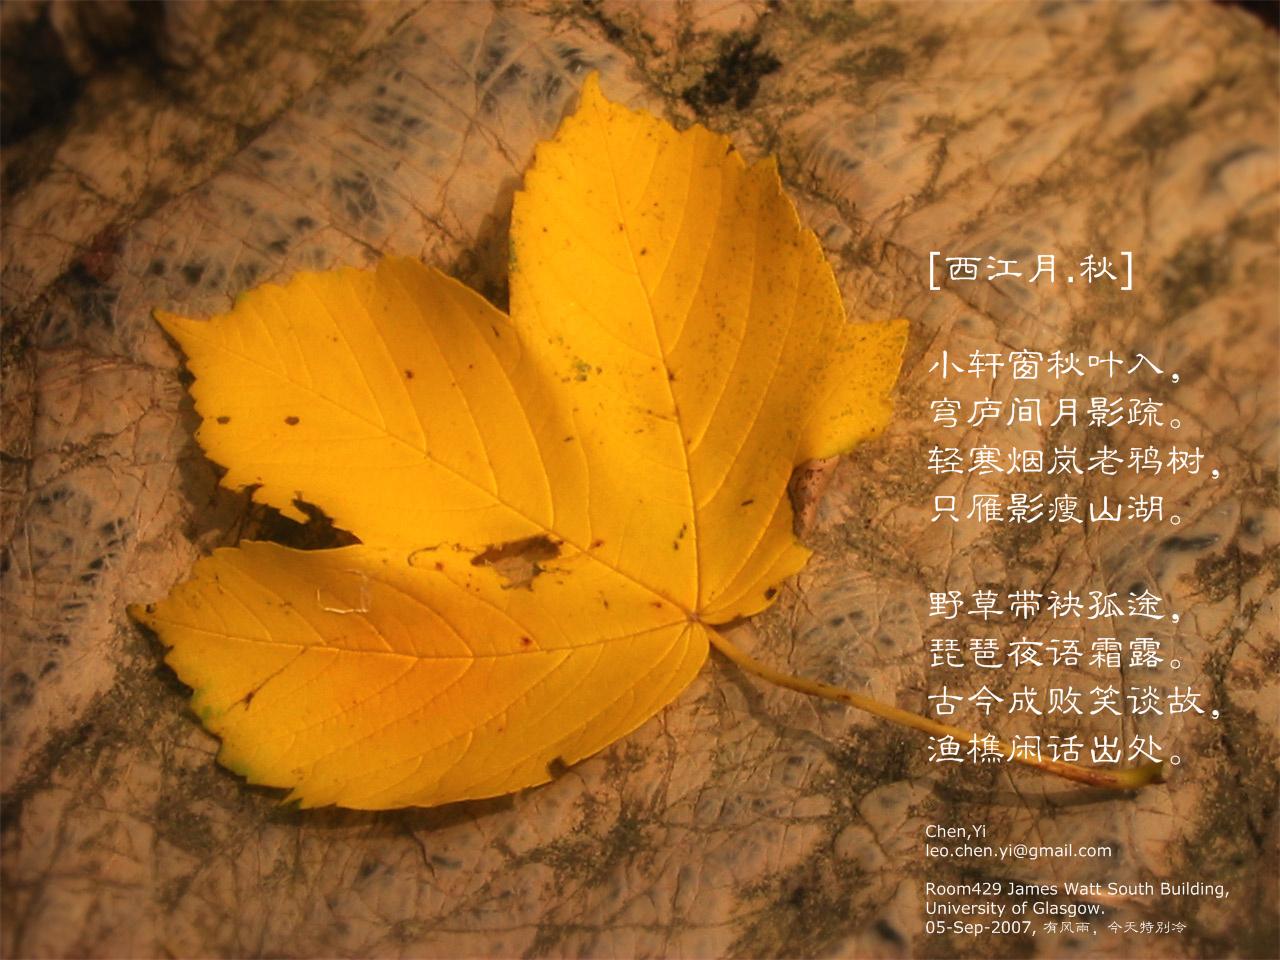 [西江月.秋]
小轩窗秋叶入，
穹庐间月影疏。
轻寒烟岚老鸦树，
只雁影瘦山湖。
野草带袂孤途，
琵琶夜语霜露。
古今成败笑谈故，
渔樵闲话出处。
Chen,Yi
leo.chen.yi@gmail.com
Room429 James Watt South Building,
University of Glasgow.
05-Sep-2007, 有风雨，今天特别冷